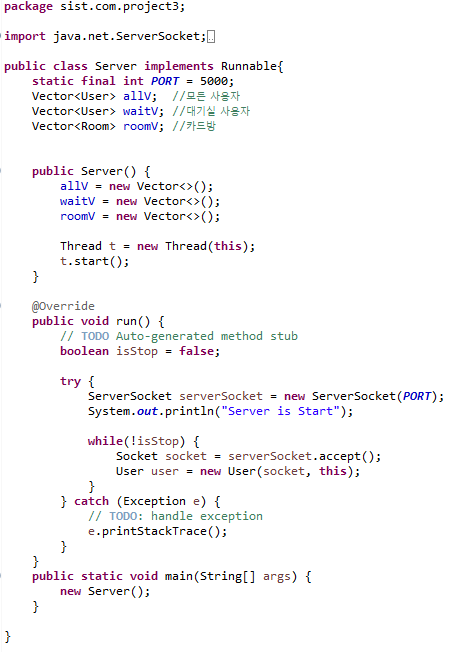 package sist.com.project3;
import java.net.ServerSocket;
public class Server implements Runnable{
static final int PORT = 5000;
Vector<User> allV; //모든 사용자
Vector<User> waitV; //대기실 사용자
Vector<Room> roomV; //카드방
public Server() {
allV = new Vector<>();
waitV = new Vector<>();
roomV = new Vector<>();
Thread t = new Thread(this);
t.start();
}
@Override
public void run() {
// TODO Auto-generated method stub
boolean isStop = false;
try {
ServerSocket serverSocket = new ServerSocket(PORT);
System.out.println("Server is Start");
while(!isStop) {
Socket socket = serverSocket.accept();
User user = new User(socket, this);
}
} catch (Exception e) {
// TODO: handle exception
e.printStackTrace();
}
}
public static void main(String[] args) {
new Server();
}
}